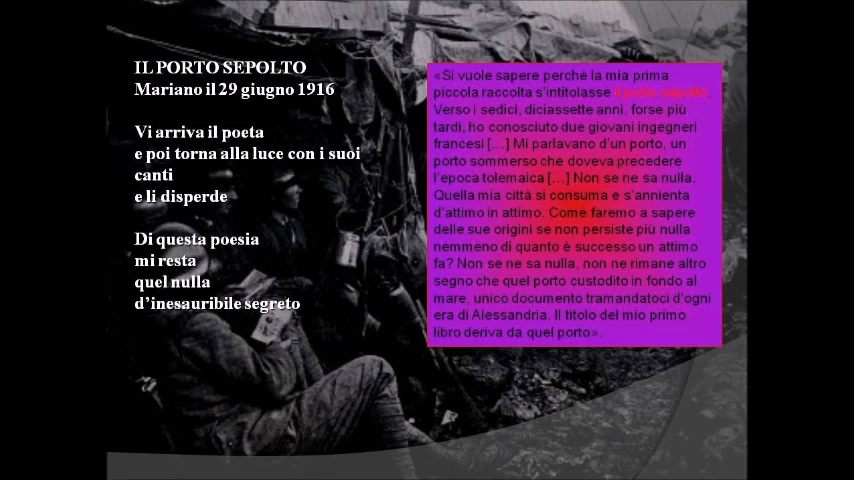 IL PORTO SEPOLTO
Mariano il 29 giugno 1916
Vi arriva il poeta
e poi torna alla luce con i suoi
canti
e li disperde
Di questa poesia
mi resta
quel nulla
d'inesauribile segreto
«Si vuole sapere perché la mia prima
piccola raccolta s'intitolasse Il porto sepolto.
Verso i sedici, diciassette anni, forse più
tardi, ho conosciuto due giovani ingegneri
francesi […] Mi parlavano d'un porto, un
porto sommerso che doveva precedere
l'epoca tolemaica […] Non se ne sa nulla.
Quella mia città si consuma e s'annienta
d'attimo in attimo. Come faremo a sapere
delle sue origini se non persiste più nulla
nemmeno di quanto è successo un attimo
fa? Non se ne sa nulla, non ne rimane altro
segno che quel porto custodito in fondo al
mare, unico documento tramandatoci d'ogni
era di Alessandria. Il titolo del mio primo
libro deriva da quel porto».